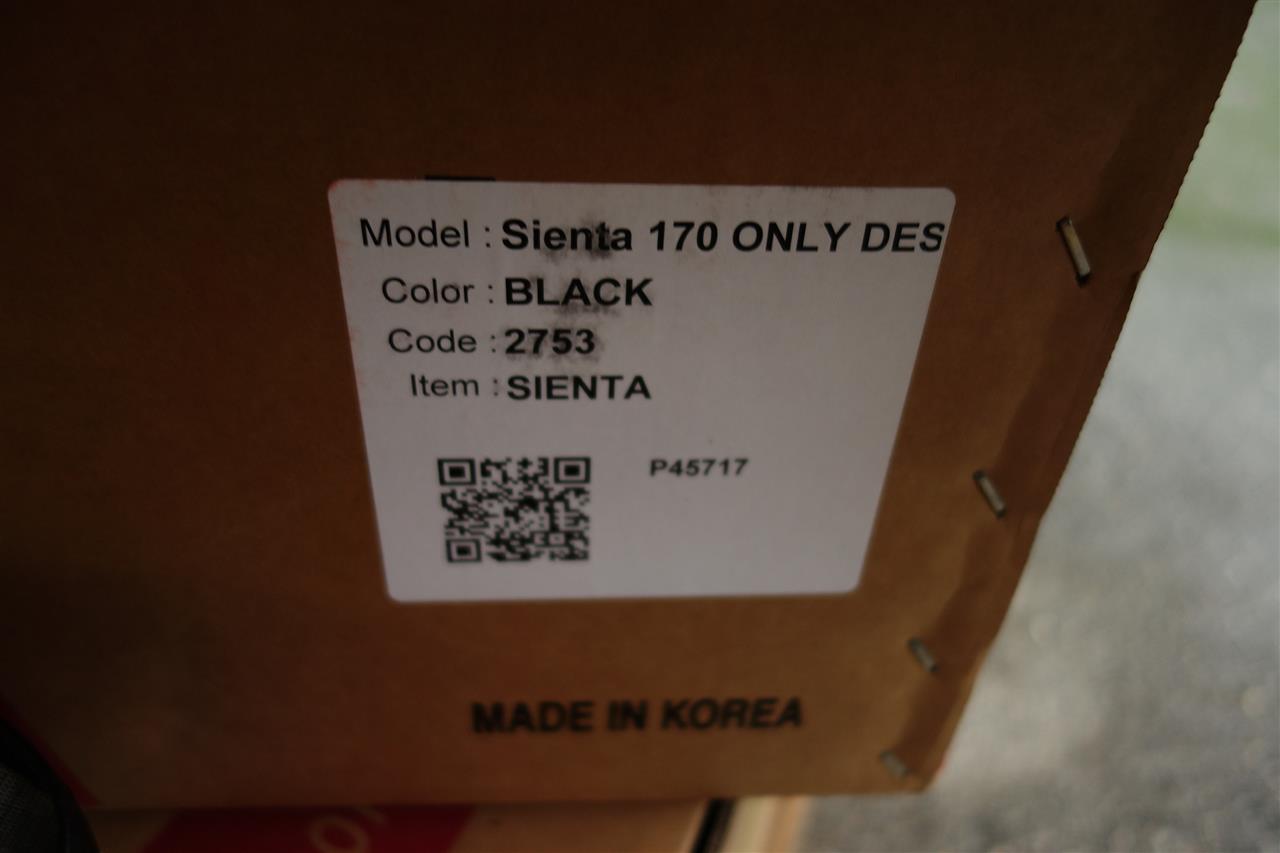 Model : Sienta 170 ONLY DES
Color : BLACK
Code : 2753
Item : SIENTA
P45717
MADE IN KOREA